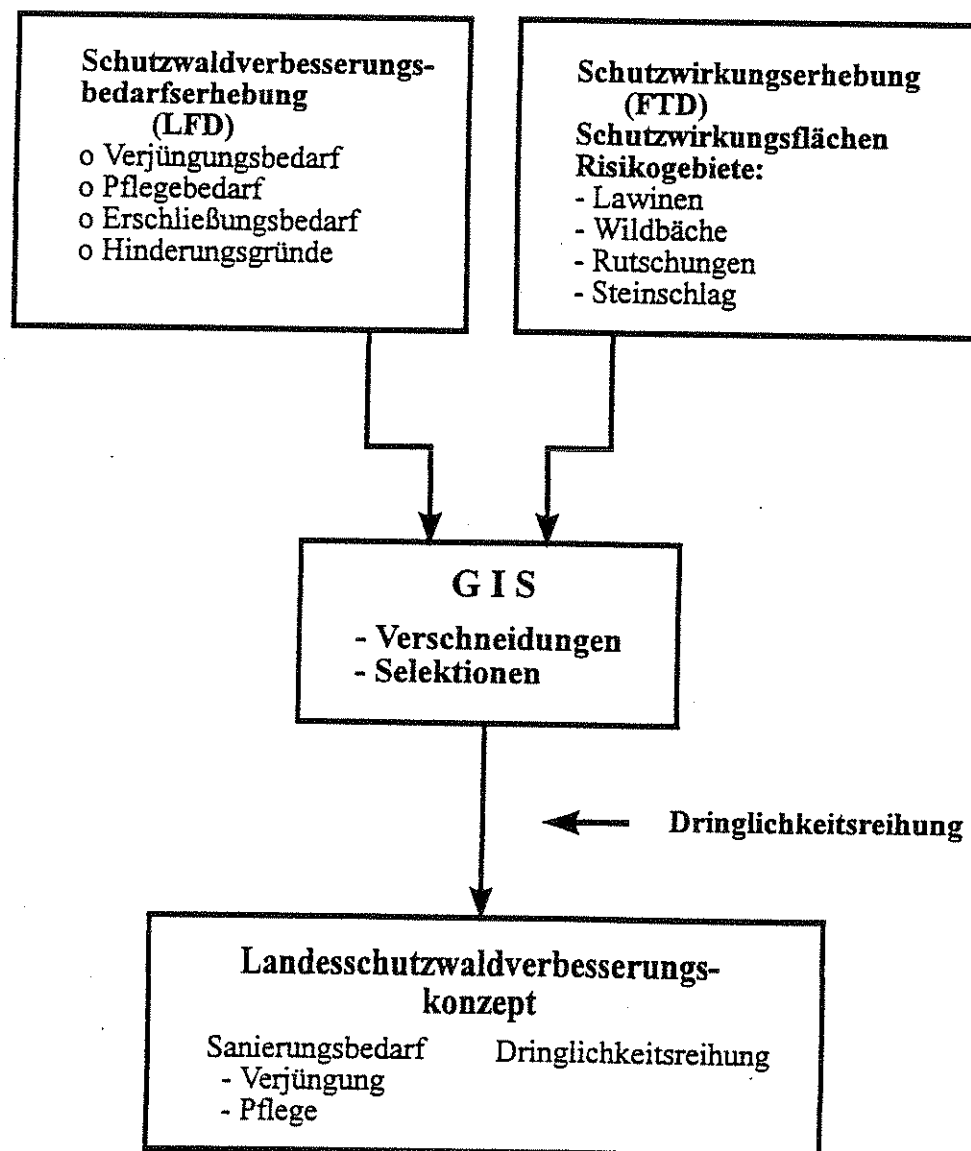 Schutzwaldverbesserungs-
bedarfserhebung
(LFD)
o Verjüngungsbedarf
o Pflegebedarf
o Erschließungsbedarf
o Hinderungsgründe
Schutzwirkungserhebung
(FTD)
Schutzwirkungsflächen
Risikogebiete:
- Lawinen
- Wildbäche
- Rutschungen
- Steinschlag
G I S
- Verschneidungen
- Selektionen
Dringlichkeitsreihung
Landesschutzwaldverbesserungs-
konzept
Sanierungsbedarf
- Verjüngung
- Pflege
Dringlichkeitsreihung